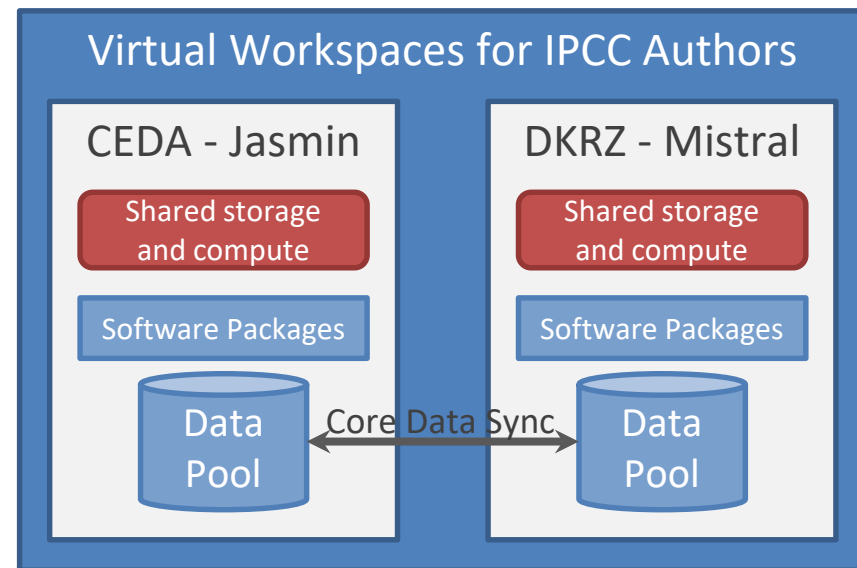 Virtual Workspaces for IPCC Authors
CEDA - Jasmin
Shared storage
and compute
Software Packages
Data
Pool
Core Data Sync
DKRZ - Mistral
Shared storage
and compute
Software Packages
Data
Pool